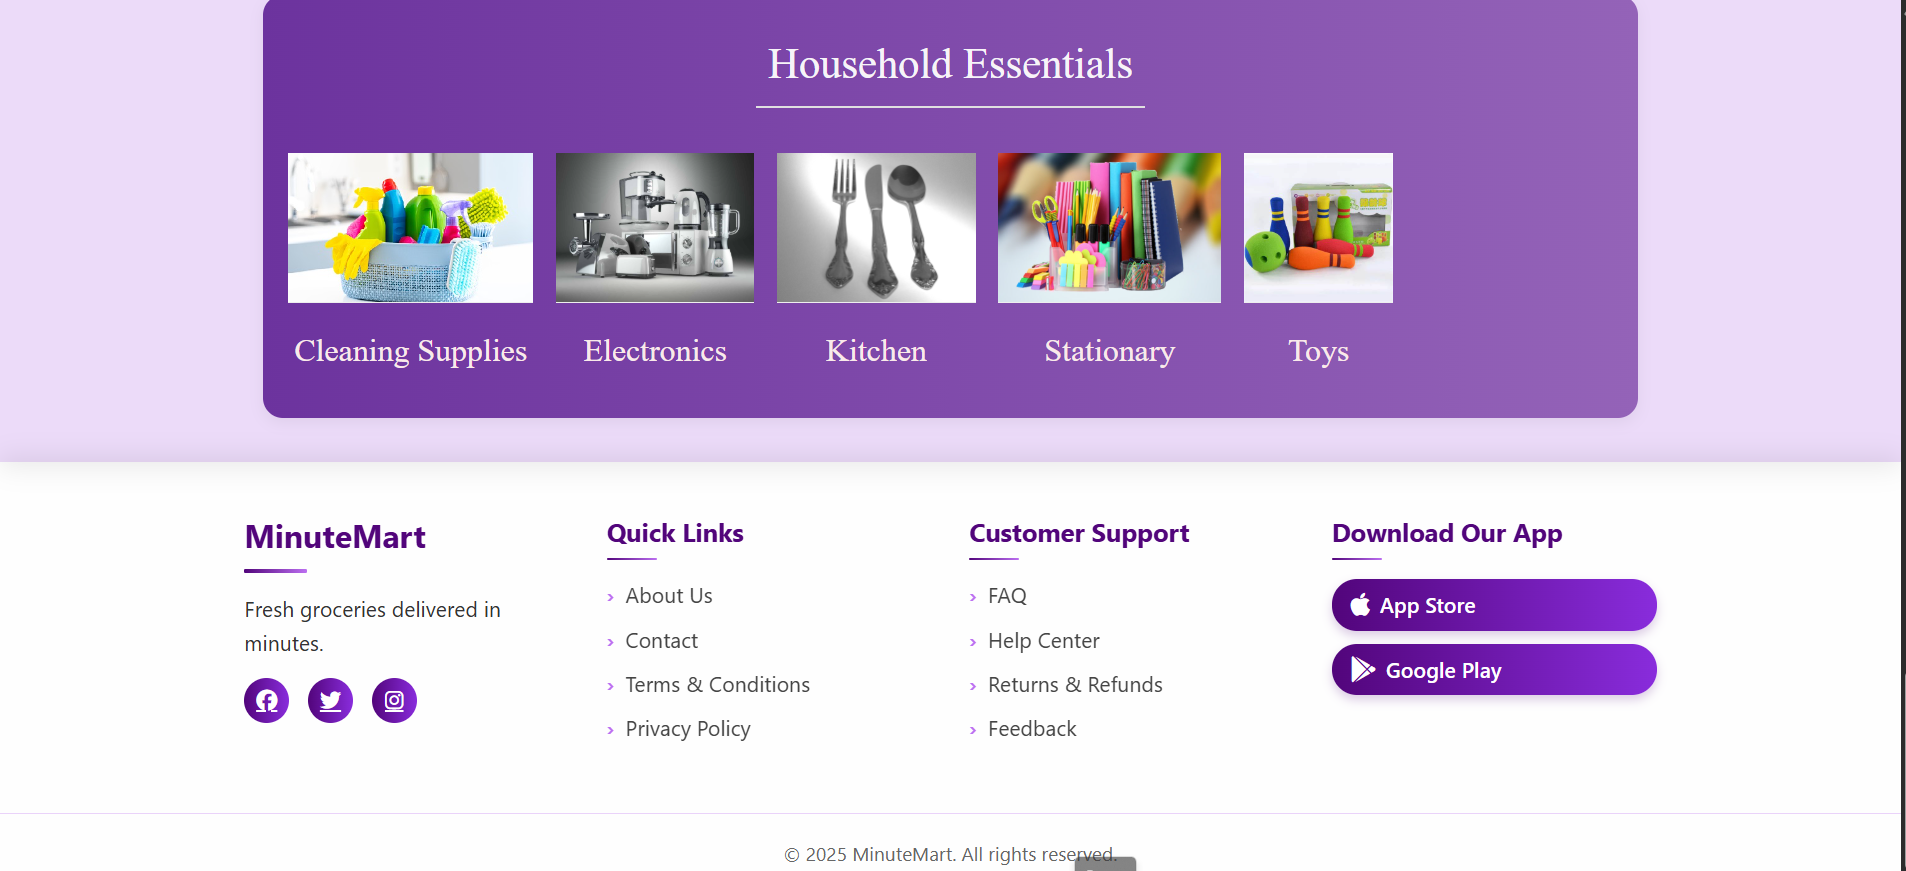 Household Essentials
Cleaning Supplies
Electronics
Kitchen
Stationary
Toys
MinuteMart
Fresh groceries delivered in
minutes.
Quick Links
› About Us
› Contact
› Terms & Conditions
› Privacy Policy
Customer Support
› FAQ
› Help Center
› Returns & Refunds
› Feedback
Download Our App
App Store
Google Play
© 2025 MinuteMart. All rights reserved.